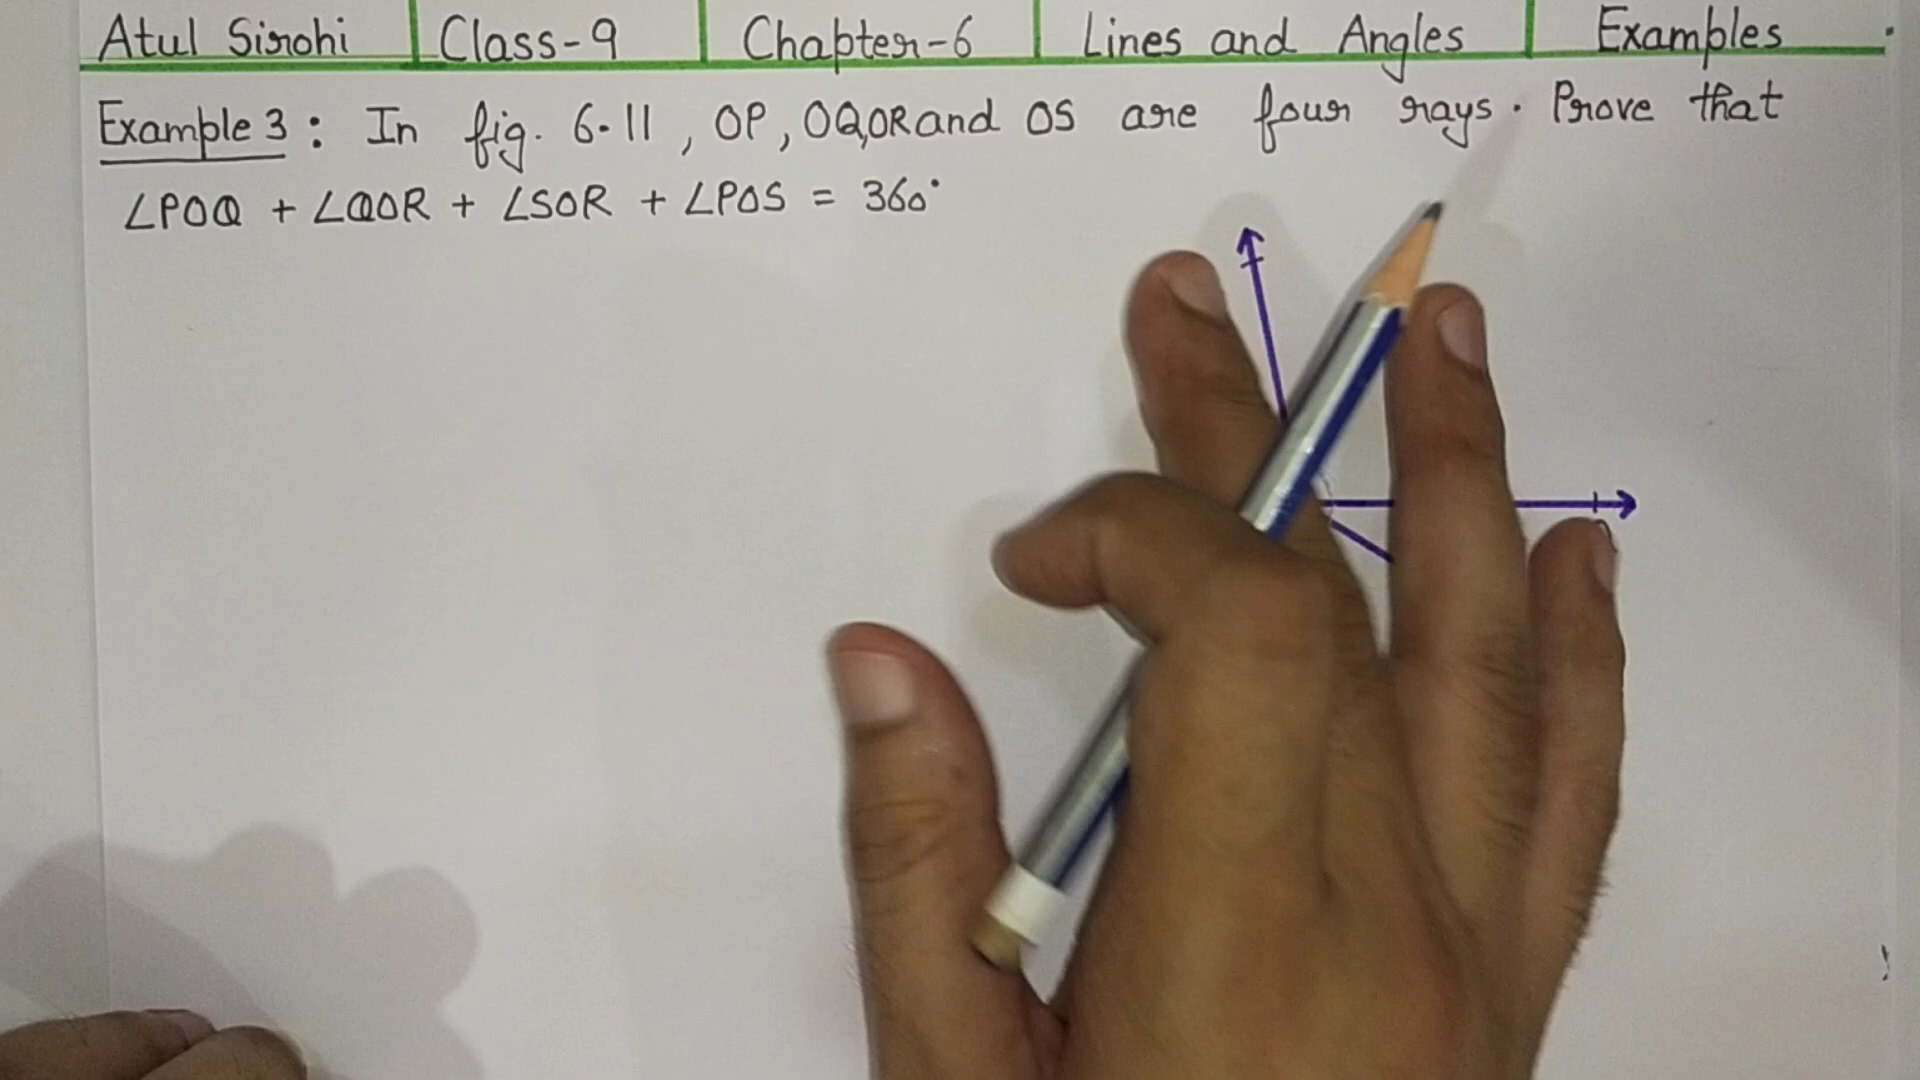 Atul Sirohi Class-9 Chapter-6 Lines and Angles Examples
Example 3 : In fig. 6.11 , OP, OQ,OR and OS are four rays. Prove that
∠POQ + ∠QOR + ∠SOR + ∠POS = 360°